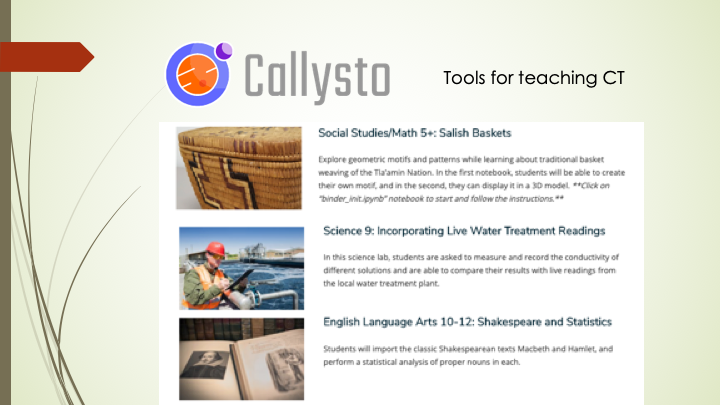 Callysto
Tools for teaching CT
Social Studies/Math 5+: Salish Baskets
Explore geometric motifs and patterns while learning about traditional basket
weaving of the Tla'amin Nation. In the first notebook, students will be able to create
their own motif, and in the second, they can display it in a 3D model. **Click on
"binder_init.ipynb" notebook to start and follow the instructions.**
Science 9: Incorporating Live Water Treatment Readings
In this science lab, students are asked to measure and record the conductivity of
different solutions and are able to compare their results with live readings from
the local water treatment plant.
English Language Arts 10-12: Shakespeare and Statistics
Students will import the classic Shakespearean texts Macbeth and Hamlet, and
perform a statistical analysis of proper nouns in each.